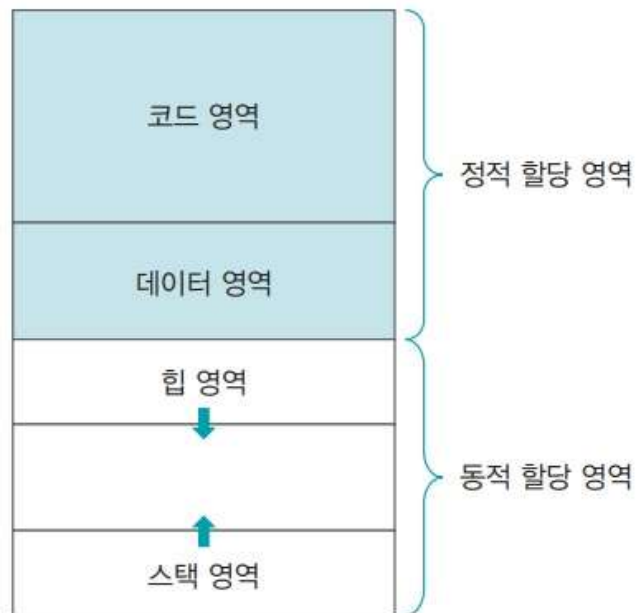 코드 영역
정적 할당 영역
데이터 영역
힙 영역
동적 할당 영역
스택 영역